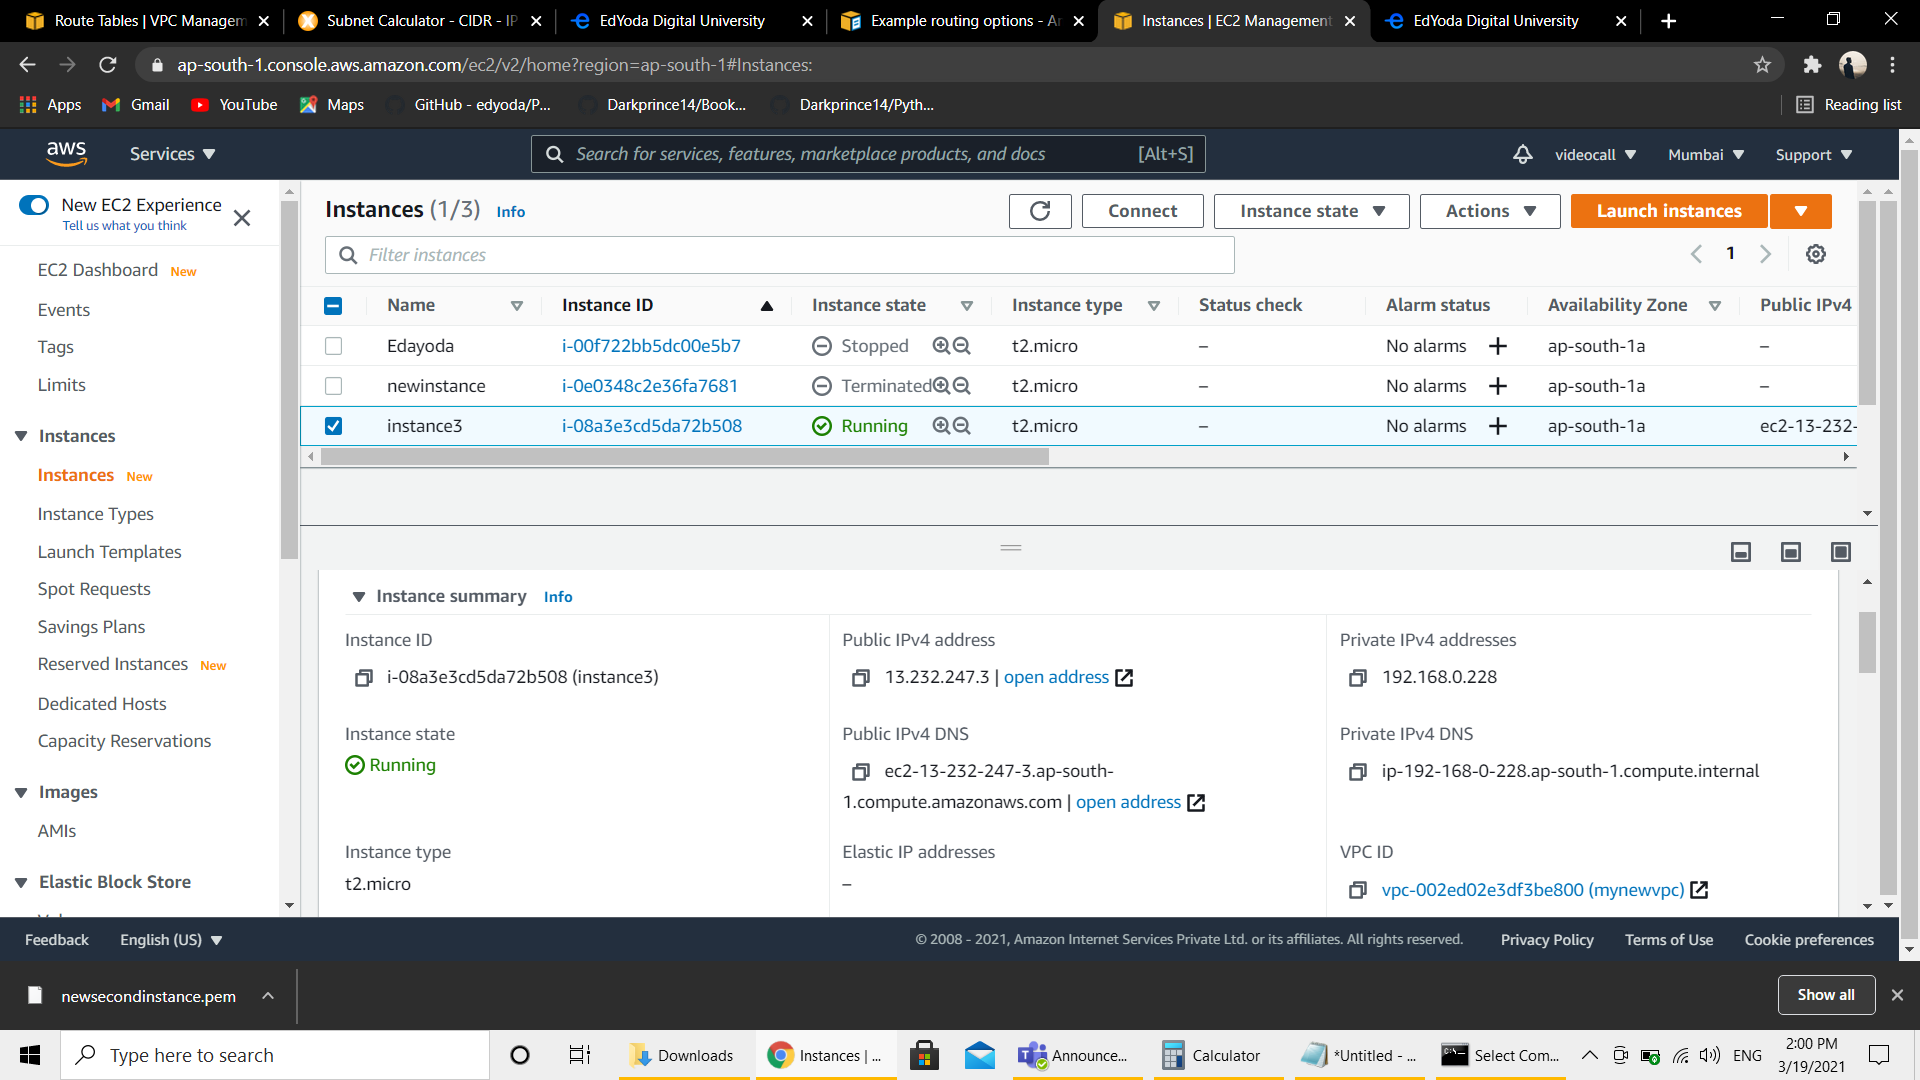 Route Tables | VPC Managem
Subnet Calculator - CIDR - IP
EdYoda Digital University
Example routing options - A
Instances | EC2 Management
EdYoda Digital University
ap-south-1.console.aws.amazon.com/ec2/v2/home?region=ap-south-1#Instances:
Apps Gmail YouTube Maps GitHub - edyoda/P... Darkprince14/Book... Darkprince14/Pyth... Reading list
aws Services Search for services, features, marketplace products, and docs [Alt+S] videocall Mumbai Support
New EC2 Experience
Tell us what you think
EC2 Dashboard New
Events
Tags
Limits
Instances
Instances New
Instance Types
Launch Templates
Spot Requests
Savings Plans
Reserved Instances New
Dedicated Hosts
Capacity Reservations
Images
AMIs
Elastic Block Store
Instances (1/3) Info
Connect Instance state Actions Launch instances
Filter instances
1
Name Instance ID Instance state Instance type Status check Alarm status Availability Zone Public IPv4
Edayoda i-00f722bb5dc00e5b7 Stopped t2.micro – No alarms + ap-south-1a –
newinstance i-0e0348c2e36fa7681 Terminated t2.micro – No alarms + ap-south-1a –
instance3 i-08a3e3cd5da72b508 Running t2.micro – No alarms + ap-south-1a ec2-13-232-
Instance summary Info
Instance ID
i-08a3e3cd5da72b508 (instance3)
Public IPv4 address
13.232.247.3 | open address
Private IPv4 addresses
192.168.0.228
Instance state
Running
Public IPv4 DNS
ec2-13-232-247-3.ap-south-
1.compute.amazonaws.com | open address
Private IPv4 DNS
ip-192-168-0-228.ap-south-1.compute.internal
Instance type
t2.micro
Elastic IP addresses
–
VPC ID
vpc-002ed02e3df3be800 (mynewvpc)
Feedback English (US) © 2008 - 2021, Amazon Internet Services Private Ltd. or its affiliates. All rights reserved. Privacy Policy Terms of Use Cookie preferences
newsecondinstance.pem Show all
Type here to search Downloads Instances | ... Announce... Calculator *Untitled - ... Select Com... ENG
2:00 PM
3/19/2021